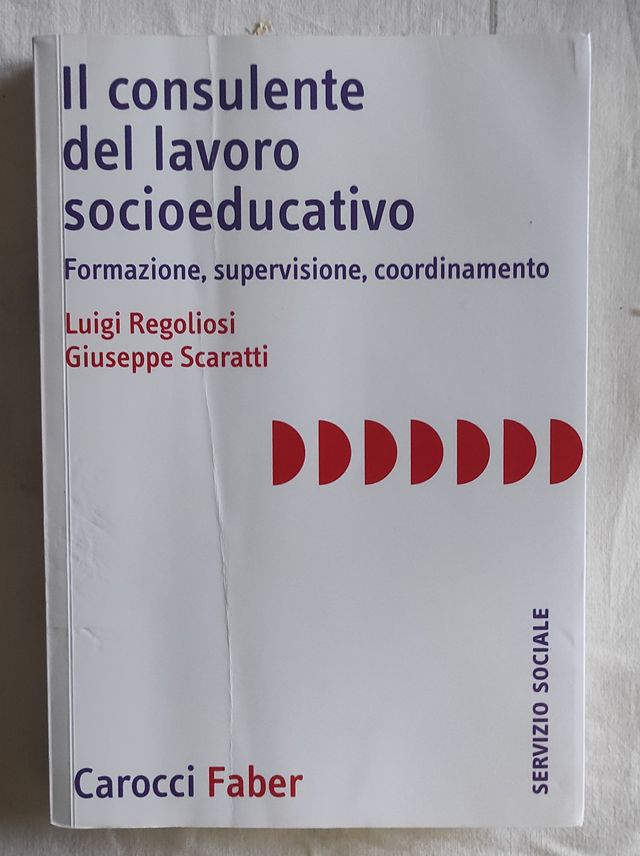 Il consulente
del lavoro
socioeducativo
Formazione, supervisione, coordinamento
Luigi Regoliosi
Giuseppe Scaratti
SERVIZIO SOCIALE
Carocci Faber